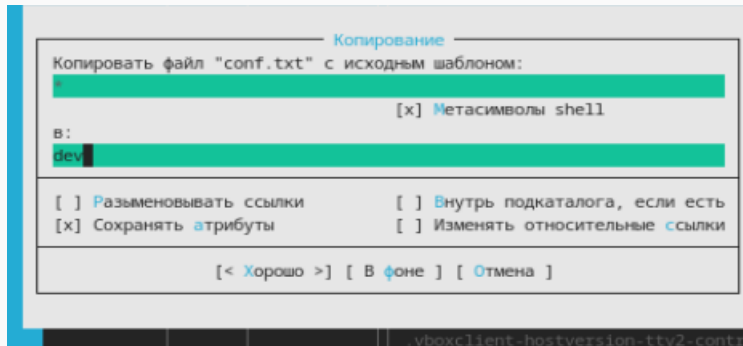 Копирование
Копировать файл "conf.txt" с исходным шаблоном:
*
[x] Метасимволы shell
в:
dev
[ ] Разыменовывать ссылки [ ] Внутрь подкаталога, если есть
[x] Сохранять атрибуты [ ] Изменять относительные ссылки
[< Хорошо >] [ В фоне ] [ Отмена ]
.vboxclient-hostversion-tty2-contr